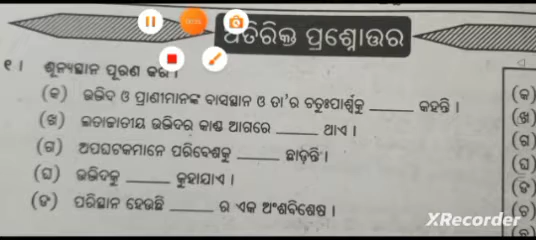 ଅତିରିକ୍ତ ପ୍ରଶ୍ନୋତ୍ତର
୧। ଶୂନ୍ୟସ୍ଥାନ ପୂରଣ କର।
(କ) ଉଦ୍ଭିଦ ଓ ପ୍ରାଣୀମାନଙ୍କ ବାସସ୍ଥାନ ଓ ତା'ର ଚତୁଃପାର୍ଶ୍ୱକୁ ______ କହନ୍ତି।
(ଖ) ଲତାଜାତୀୟ ଉଦ୍ଭିଦର କାଣ୍ଡ ଆଗରେ ______ ଥାଏ।
(ଗ) ଅପଘଟକମାନେ ପରିବେଶକୁ ______ ଛାଡ଼ନ୍ତି।
(ଘ) ଉଦ୍ଭିଦକୁ ______ କୁହାଯାଏ।
(ଙ) ପରିସ୍ଥାନ ହେଉଛି ______ ର ଏକ ଅଂଶବିଶେଷ।
(କ)
(ଖ)
(ଗ)
(ଘ)
(ଙ)
(ଚ)
XRecorder